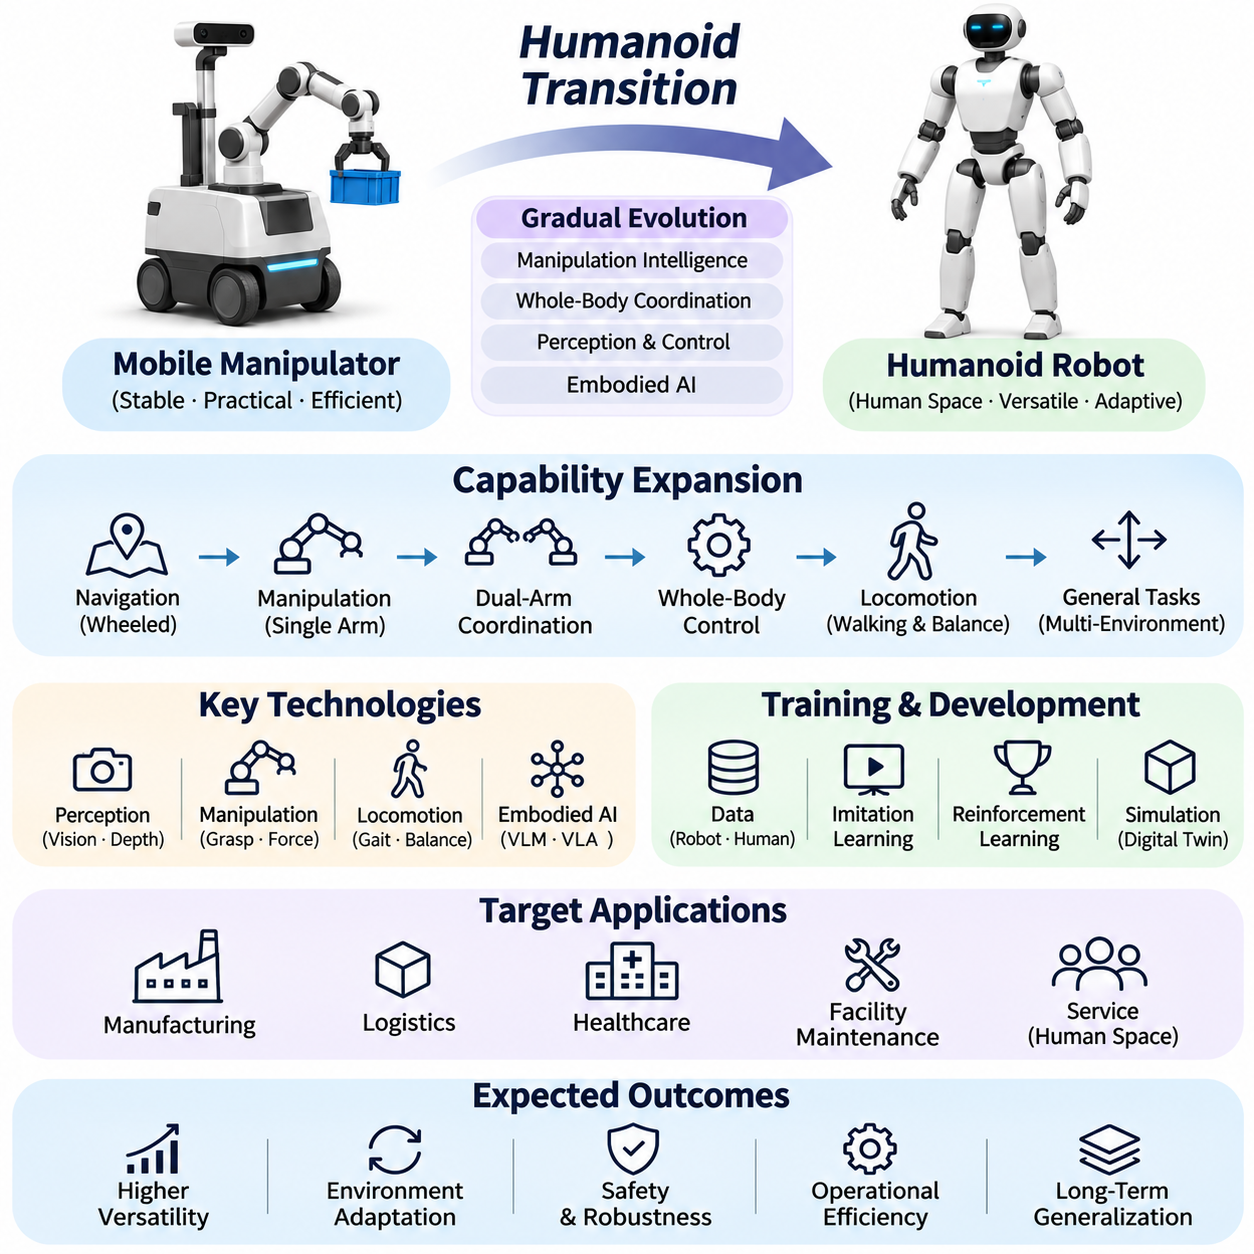 Humanoid
Transition
Gradual Evolution
Manipulation Intelligence
Whole-Body Coordination
Perception & Control
Embodied AI
Mobile Manipulator
(Stable · Practical · Efficient)
Humanoid Robot
(Human Space · Versatile · Adaptive)
Capability Expansion
Navigation
(Wheeled)
Manipulation
(Single Arm)
Dual-Arm
Coordination
Whole-Body
Control
Locomotion
(Walking & Balance)
General Tasks
(Multi-Environment)
Key Technologies
Perception
(Vision · Depth)
Manipulation
(Grasp · Force)
Locomotion
(Gait · Balance)
Embodied AI
(VLM · VLA )
Training & Development
Data
(Robot · Human)
Imitation
Learning
Reinforcement
Learning
Simulation
(Digital Twin)
Target Applications
Manufacturing
Logistics
Healthcare
Facility
Maintenance
Service
(Human Space)
Expected Outcomes
Higher
Versatility
Environment
Adaptation
Safety
& Robustness
Operational
Efficiency
Long-Term
Generalization